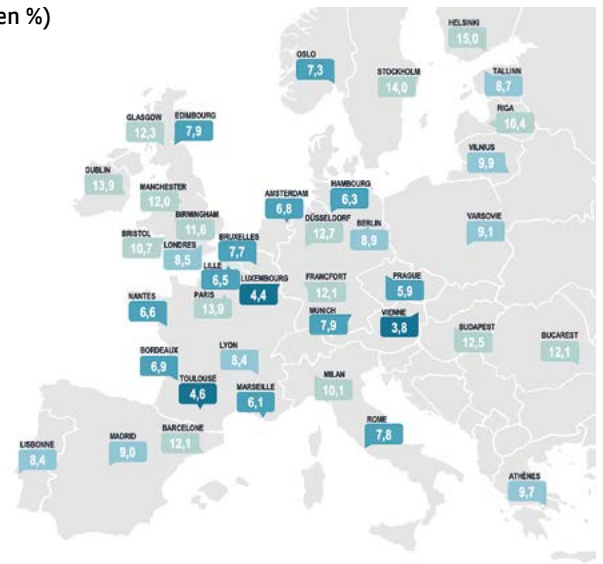 en %)
HELSINKI
15,0
OSLO
7,3
STOCKHOLM
14,0
TALLINN
8,7
RIGA
10,4
GLASGOW
12,3
EDIMBOURG
7,9
VILNIUS
9,9
DUBLIN
13,9
MANCHESTER
12,0
AMSTERDAM
6,8
HAMBOURG
6,3
BIRMINGHAM
11,6
DÜSSELDORF
12,7
BERLIN
8,9
VARSOVIE
9,1
BRISTOL
10,7
LONDRES
8,5
BRUXELLES
7,7
LILLE
6,5
LUXEMBOURG
4,4
FRANCFORT
12,1
PRAGUE
5,9
PARIS
13,9
NANTES
6,6
MUNICH
7,9
VIENNE
3,8
BUDAPEST
12,5
BUCAREST
12,1
BORDEAUX
6,9
LYON
8,4
TOULOUSE
4,6
MARSEILLE
6,1
MILAN
10,1
LISBONNE
8,4
MADRID
9,0
BARCELONE
12,1
ROME
7,8
ATHÈNES
9,7